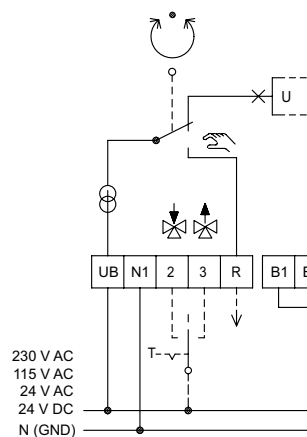 U
UB N1 2 3 R B1
T
230 V AC
115 V AC
24 V AC
24 V DC
N (GND)